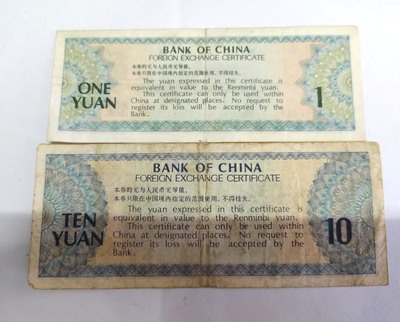 BANK OF CHINA
FOREIGN EXCHANGE CERTIFICATE
本券的元与人民币元等值。
本券只限在中国境内指定的范围使用，不得挂失。
The yuan expressed in this certificate is
equivalent in value to the Renminbi yuan.
This certificate can only be used within
China at designated places. No request to
register its loss will be accepted by the
Bank.
ONE
YUAN
1
BANK OF CHINA
FOREIGN EXCHANGE CERTIFICATE
本券的元与人民币元等值。
本券只限在中国境内指定的范围使用，不得挂失。
The yuan expressed in this certificate is
equivalent in value to the Renminbi yuan.
This certificate can only be used within
China at designated places. No request to
register its loss will be accepted by the
Bank.
TEN
YUAN
10